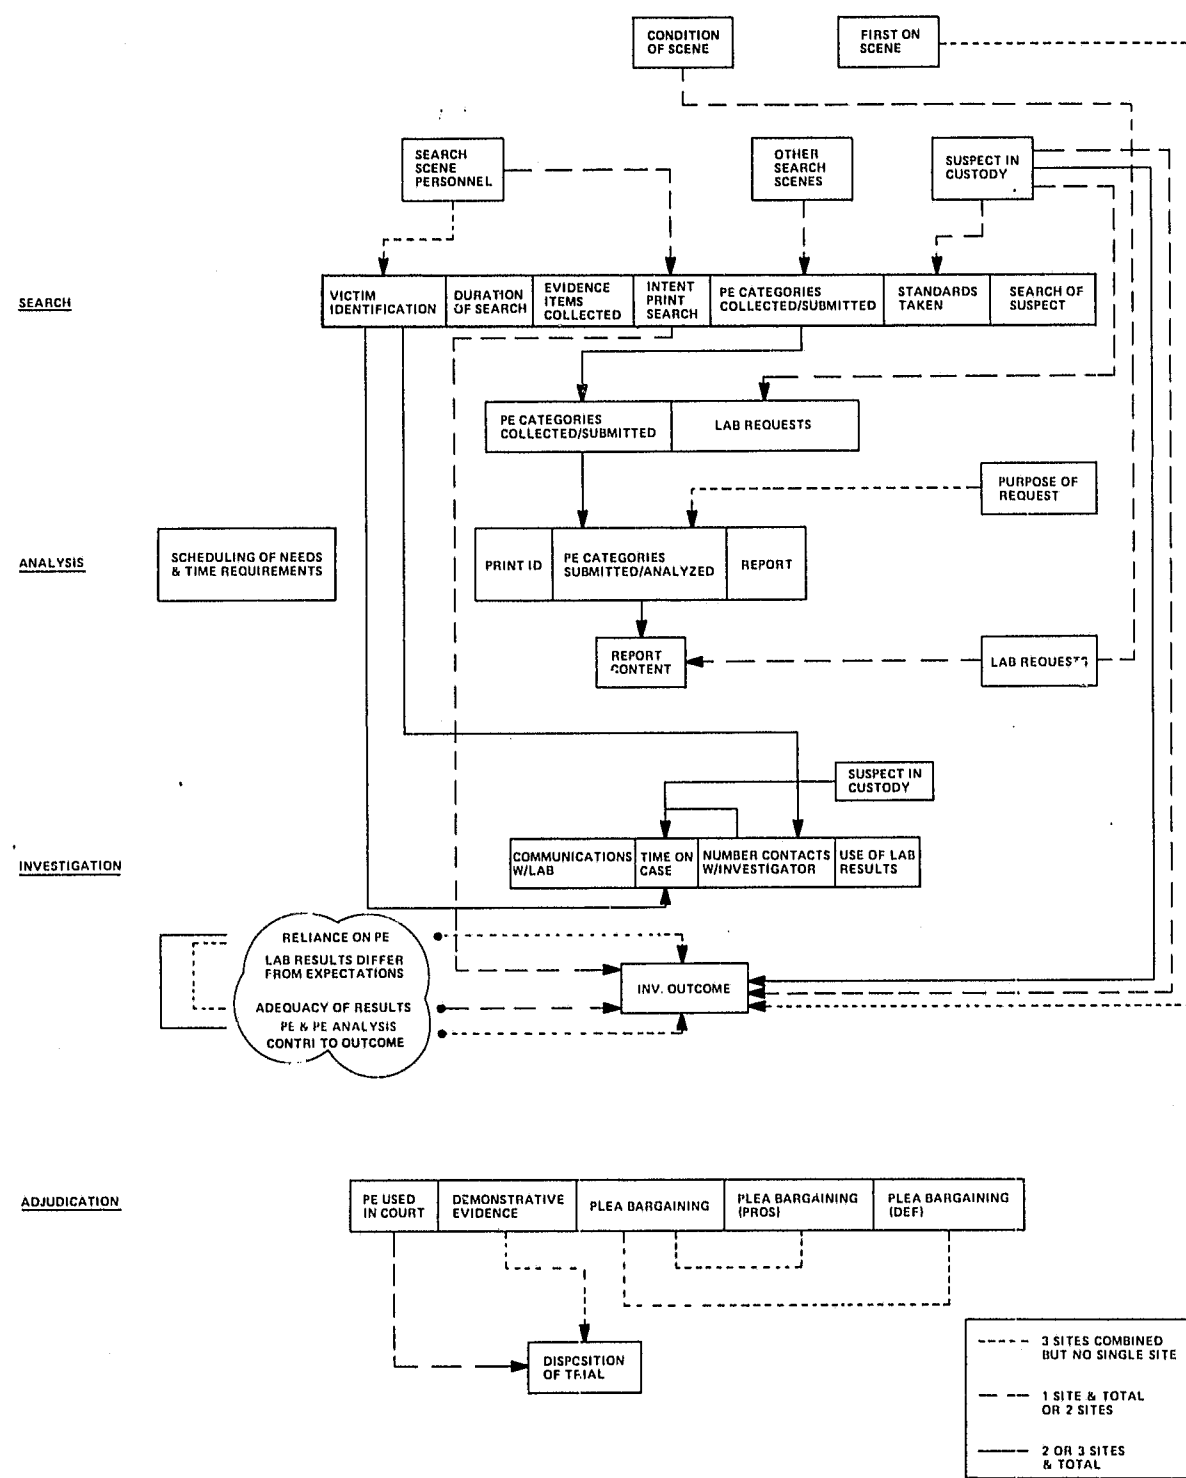 CONDITION
OF SCENE
FIRST ON
SCENE
SEARCH
SCENE
PERSONNEL
OTHER
SEARCH
SCENES
SUSPECT IN
CUSTODY
SEARCH
VICTIM
IDENTIFICATION
DURATION
OF SEARCH
EVIDENCE
ITEMS
COLLECTED
INTENT
PRINT
SEARCH
PE CATEGORIES
COLLECTED/SUBMITTED
STANDARDS
TAKEN
SEARCH OF
SUSPECT
PE CATEGORIES
COLLECTED/SUBMITTED
LAB REQUESTS
PURPOSE OF
REQUEST
ANALYSIS
SCHEDULING OF NEEDS
& TIME REQUIREMENTS
PRINT ID
PE CATEGORIES
SUBMITTED/ANALYZED
REPORT
REPORT
CONTENT
LAB REQUESTS
SUSPECT IN
CUSTODY
INVESTIGATION
COMMUNICATIONS
W/LAB
TIME ON
CASE
NUMBER CONTACTS
W/INVESTIGATOR
USE OF LAB
RESULTS
RELIANCE ON PE
LAB RESULTS DIFFER
FROM EXPECTATIONS
ADEQUACY OF RESULTS
PE & PE ANALYSIS
CONTRI TO OUTCOME
INV. OUTCOME
ADJUDICATION
PE USED
IN COURT
DEMONSTRATIVE
EVIDENCE
PLEA BARGAINING
PLEA BARGAINING
(PROS)
PLEA BARGAINING
(DEF)
DISPOSITION
OF TRIAL
3 SITES COMBINED
BUT NO SINGLE SITE
1 SITE & TOTAL
OR 2 SITES
2 OR 3 SITES
& TOTAL